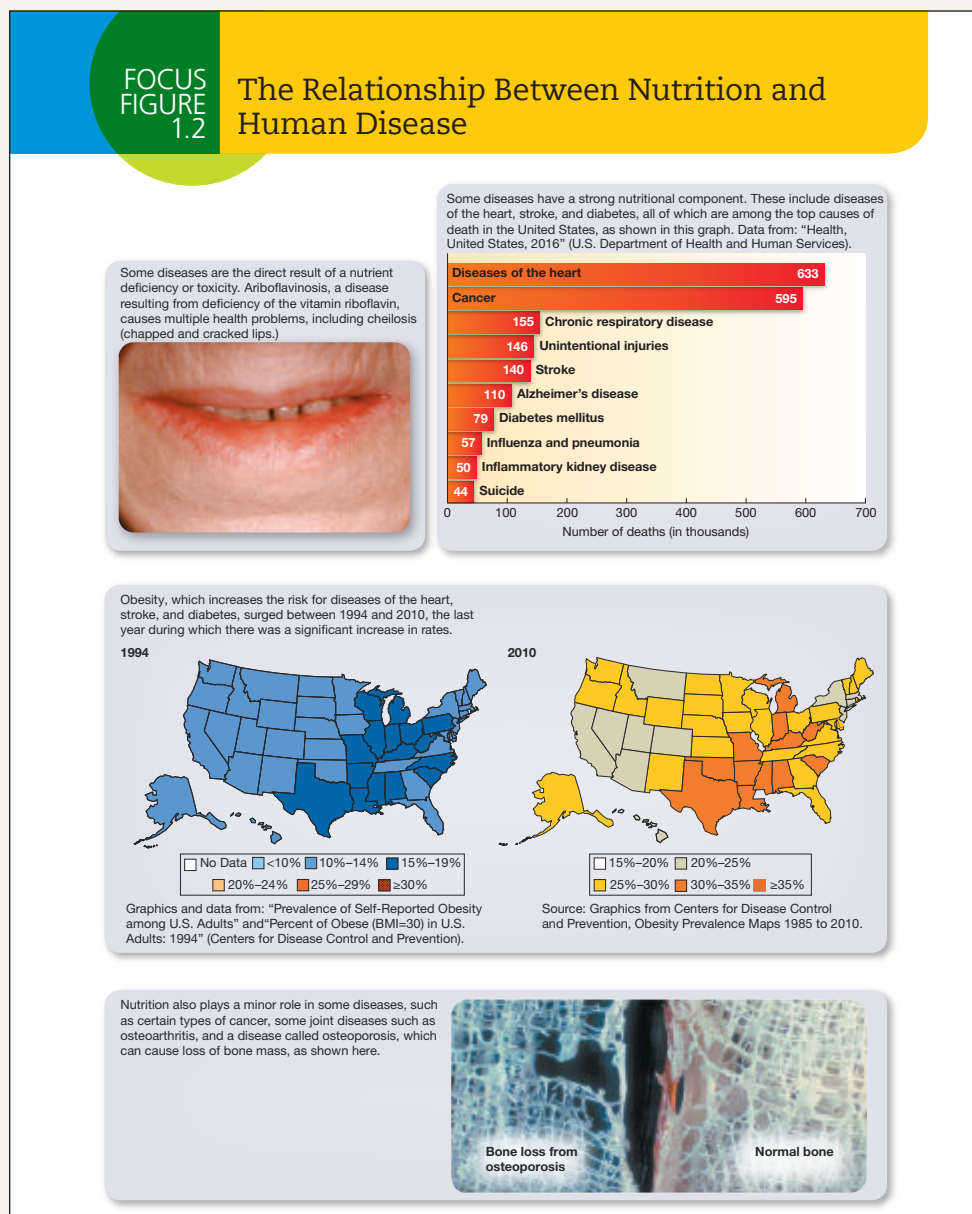 FOCUS
FIGURE
1.2
The Relationship Between Nutrition and
Human Disease
Some diseases are the direct result of a nutrient
deficiency or toxicity. Ariboflavinosis, a disease
resulting from deficiency of the vitamin riboflavin,
causes multiple health problems, including cheilosis
(chapped and cracked lips.)
Some diseases have a strong nutritional component. These include diseases
of the heart, stroke, and diabetes, all of which are among the top causes of
death in the United States, as shown in this graph. Data from: “Health,
United States, 2016” (U.S. Department of Health and Human Services).
Diseases of the heart 633
Cancer 595
155 Chronic respiratory disease
146 Unintentional injuries
140 Stroke
110 Alzheimer’s disease
79 Diabetes mellitus
57 Influenza and pneumonia
50 Inflammatory kidney disease
44 Suicide
0 100 200 300 400 500 600 700
Number of deaths (in thousands)
Obesity, which increases the risk for diseases of the heart,
stroke, and diabetes, surged between 1994 and 2010, the last
year during which there was a significant increase in rates.
1994
No Data <10% 10%–14% 15%–19%
20%–24% 25%–29% ≥30%
Graphics and data from: “Prevalence of Self-Reported Obesity
among U.S. Adults” and“Percent of Obese (BMI=30) in U.S.
Adults: 1994” (Centers for Disease Control and Prevention).
2010
15%–20% 20%–25%
25%–30% 30%–35% ≥35%
Source: Graphics from Centers for Disease Control
and Prevention, Obesity Prevalence Maps 1985 to 2010.
Nutrition also plays a minor role in some diseases, such
as certain types of cancer, some joint diseases such as
osteoarthritis, and a disease called osteoporosis, which
can cause loss of bone mass, as shown here.
Bone loss from
osteoporosis
Normal bone